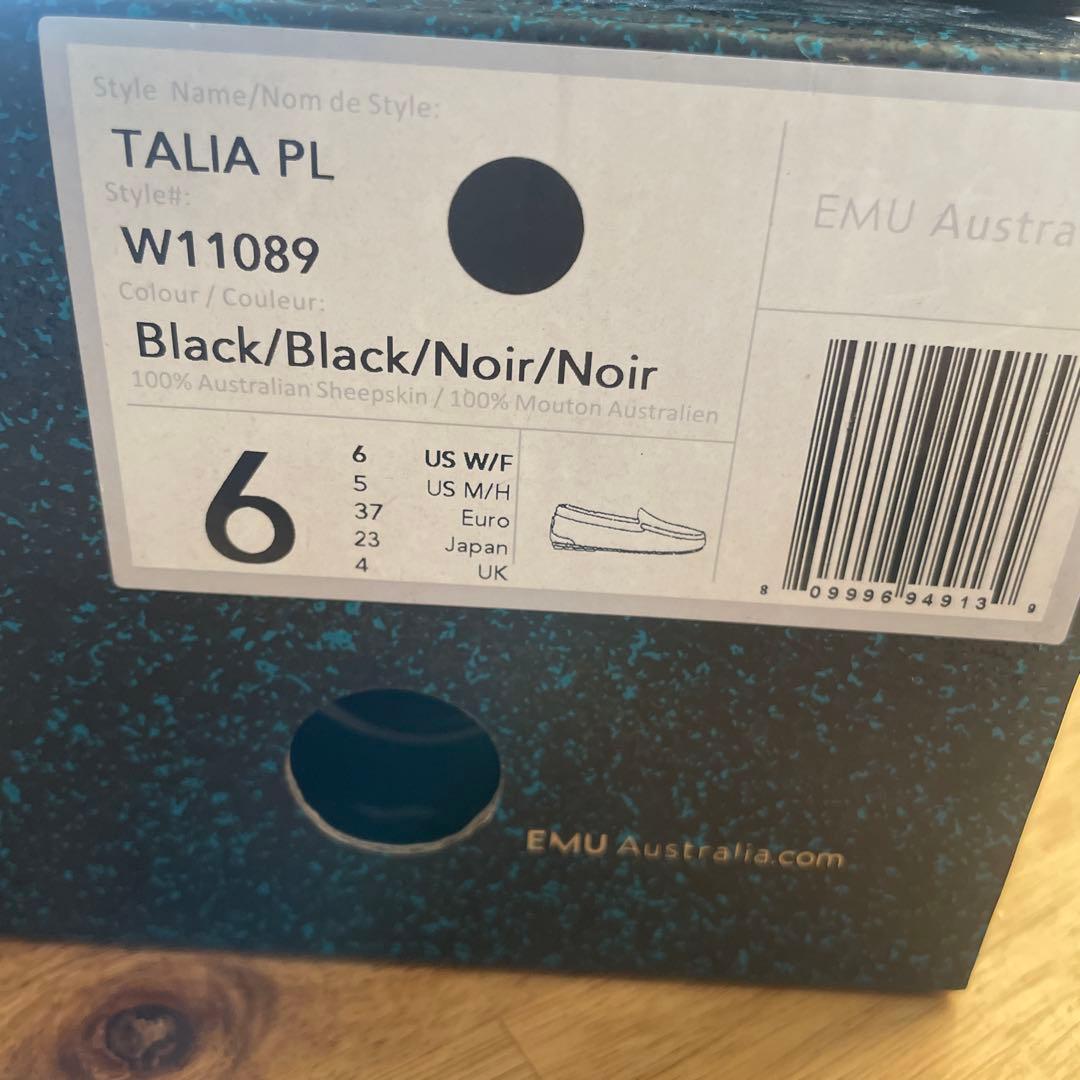 Style Name/Nom de Style:
TALIA PL
Style#:
W11089
Colour / Couleur:
Black/Black/Noir/Noir
100% Australian Sheepskin / 100% Mouton Australien
6
6 US W/F
5 US M/H
37 Euro
23 Japan
4 UK
EMU Austra
8 09996 94913 9
EMU Australia.com